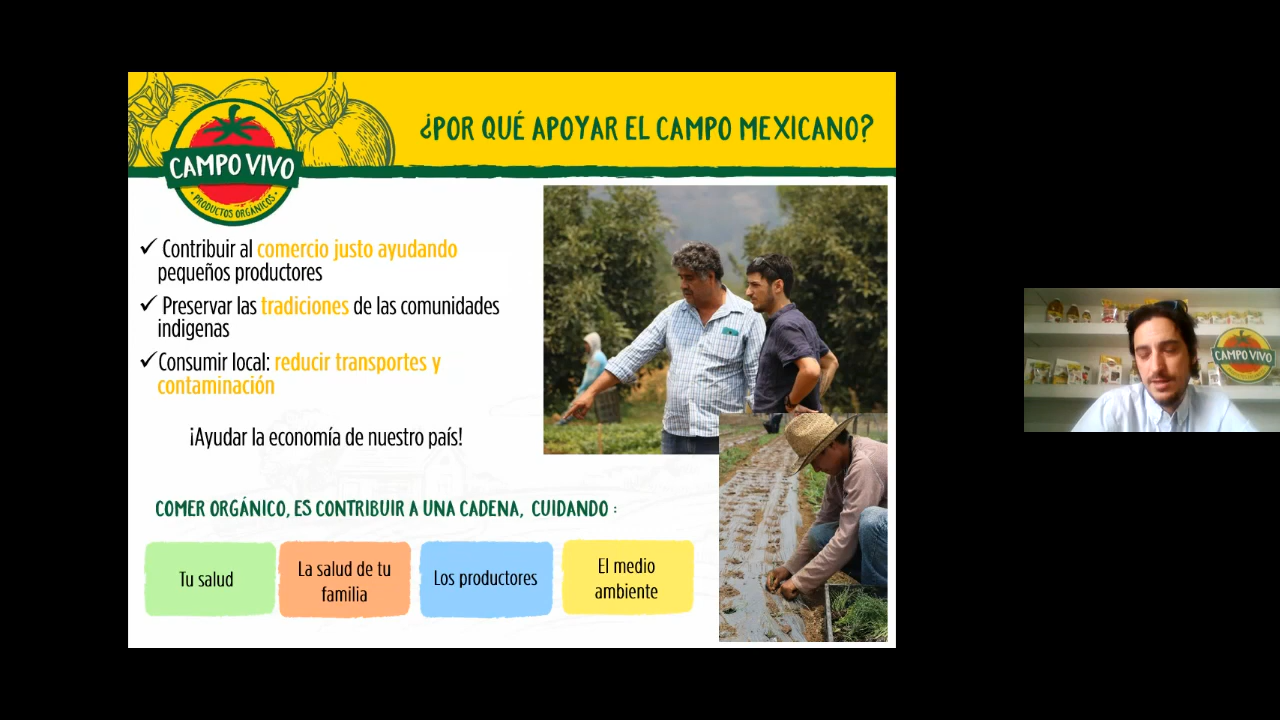 ¿POR QUÉ APOYAR EL CAMPO MEXICANO?
CAMPO VIVO
• PRODUCTOS ORGÁNICOS •
✓ Contribuir al comercio justo ayudando
pequeños productores
✓ Preservar las tradiciones de las comunidades
indigenas
✓Consumir local: reducir transportes y
contaminación
¡Ayudar la economía de nuestro país!
COMER ORGÁNICO, ES CONTRIBUIR A UNA CADENA, CUIDANDO :
Tu salud
La salud de tu
familia
Los productores
El medio
ambiente
CAMPO VIVO